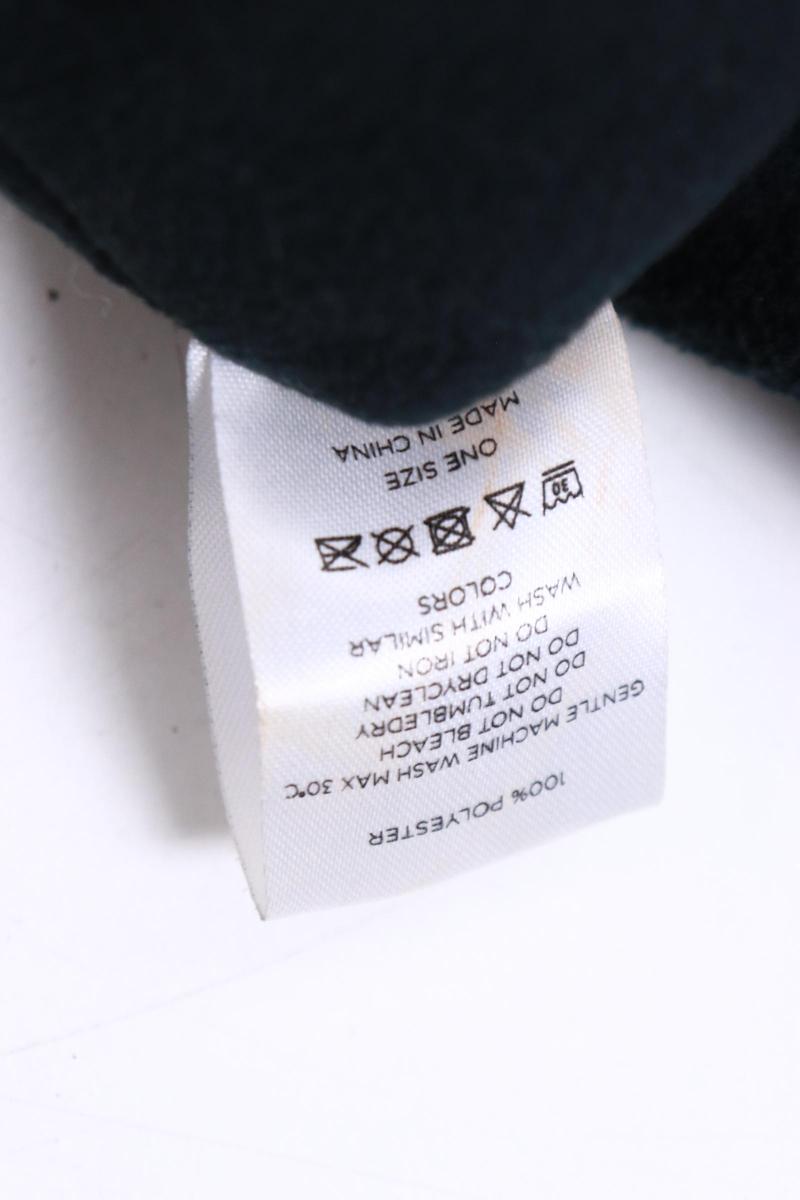 100% POLYESTER
GENTLE MACHINE WASH MAX 30°C
DO NOT BLEACH
DO NOT TUMBLEDRY
DO NOT DRYCLEAN
DO NOT IRON
WASH WITH SIMILAR
COLORS
30
ONE SIZE
MADE IN CHINA